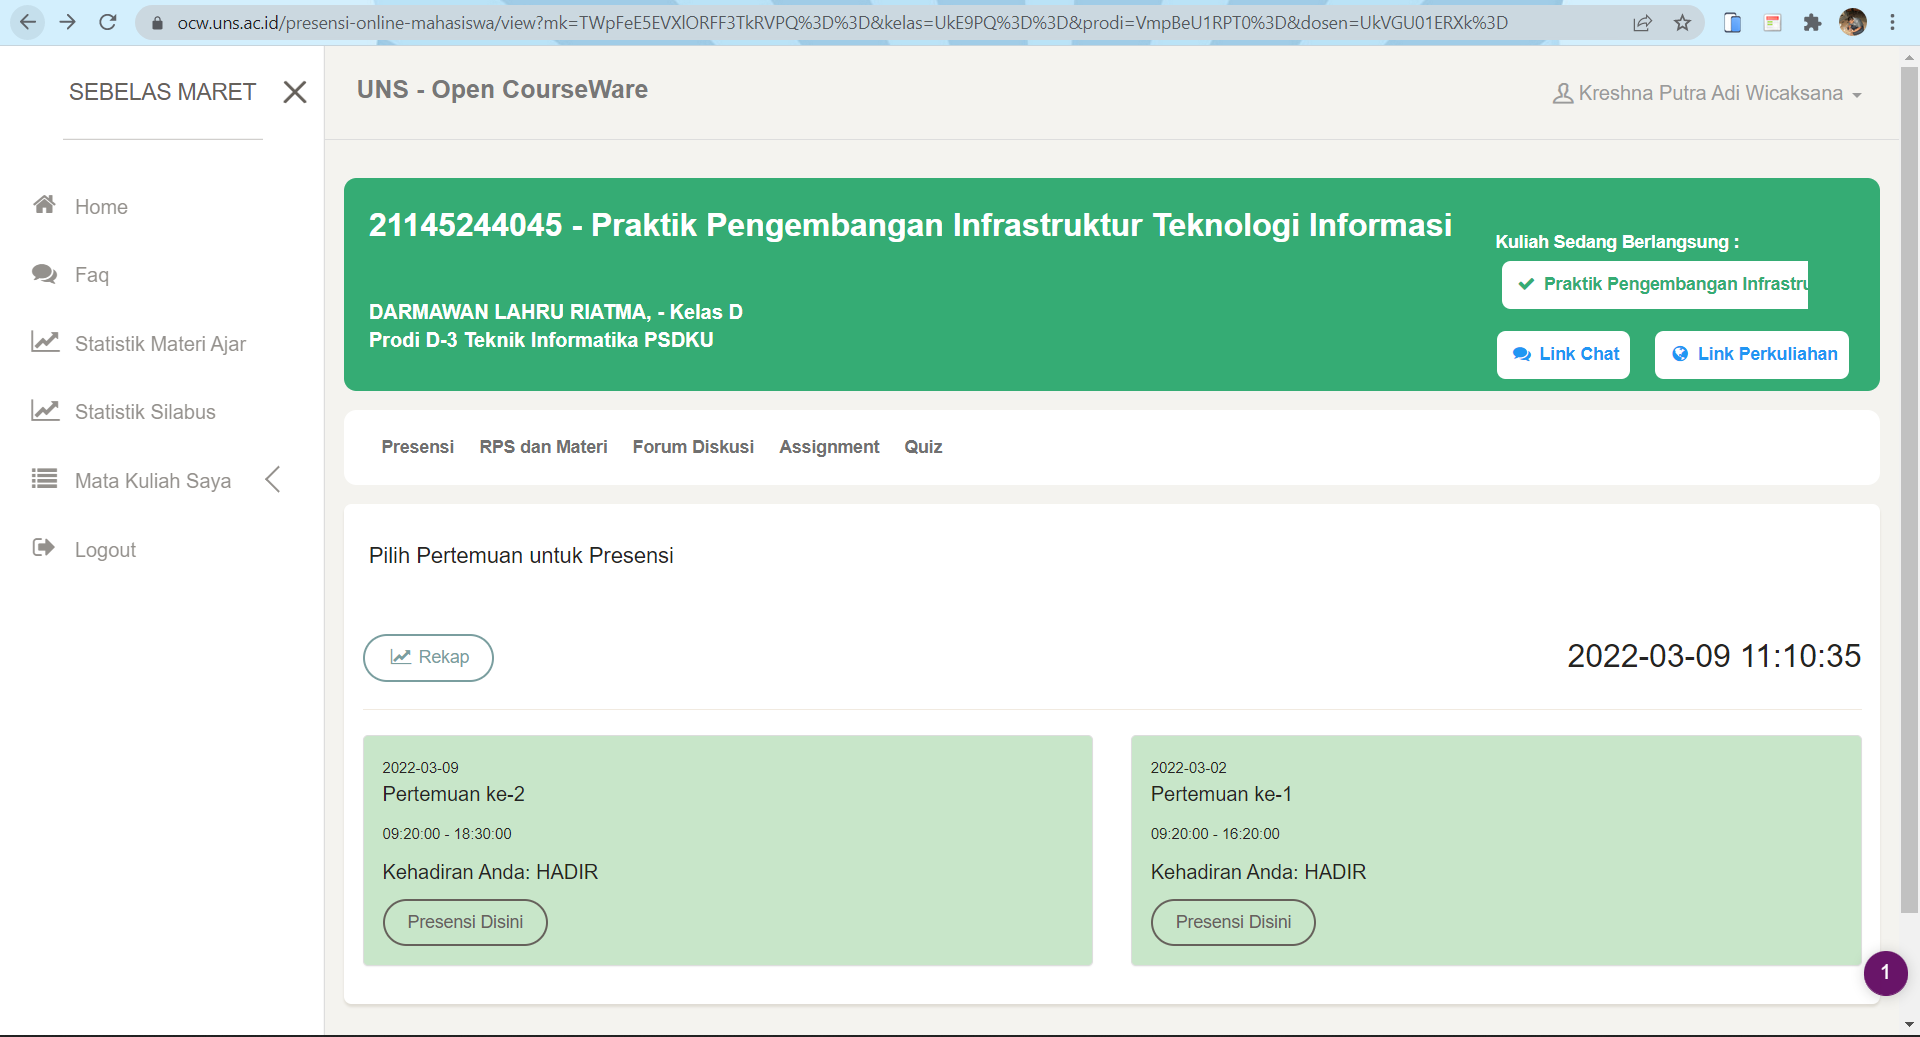 ocw.uns.ac.id/presensi-online-mahasiswa/view?mk=TWpFeE5EVXlORFF3TkRVPQ%3D%3D&kelas=UkE9PQ%3D%3D&prodi=VmpBeU1RPT0%3D&dosen=UkVGU01ERXk%3D
SEBELAS MARET
UNS - Open CourseWare
Kreshna Putra Adi Wicaksana
Home
Faq
Statistik Materi Ajar
Statistik Silabus
Mata Kuliah Saya
Logout
21145244045 - Praktik Pengembangan Infrastruktur Teknologi Informasi
DARMAWAN LAHRU RIATMA, - Kelas D
Prodi D-3 Teknik Informatika PSDKU
Kuliah Sedang Berlangsung :
Praktik Pengembangan Infrastru
Link Chat
Link Perkuliahan
Presensi RPS dan Materi Forum Diskusi Assignment Quiz
Pilih Pertemuan untuk Presensi
Rekap
2022-03-09 11:10:35
2022-03-09
Pertemuan ke-2
09:20:00 - 18:30:00
Kehadiran Anda: HADIR
Presensi Disini
2022-03-02
Pertemuan ke-1
09:20:00 - 16:20:00
Kehadiran Anda: HADIR
Presensi Disini
1